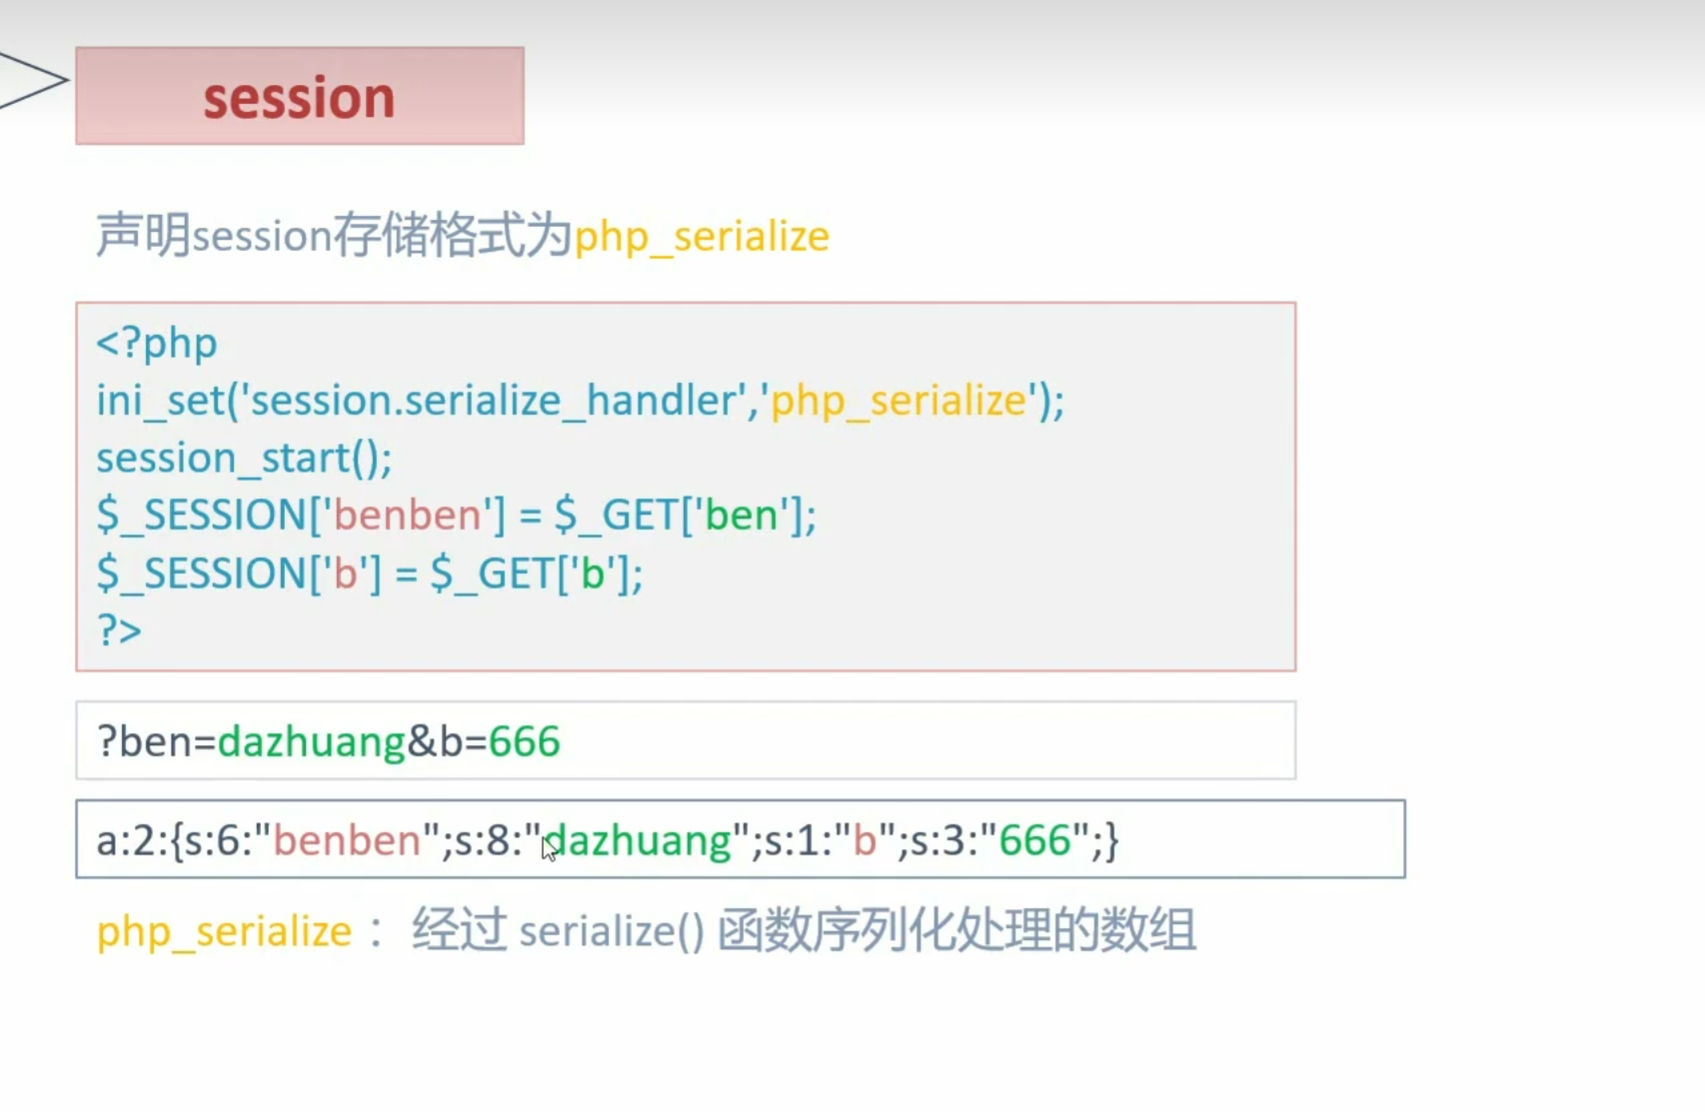 session
声明session存储格式为php_serialize
<?php
ini_set('session.serialize_handler','php_serialize');
session_start();
$_SESSION['benben'] = $_GET['ben'];
$_SESSION['b'] = $_GET['b'];
?>
?ben=dazhuang&b=666
a:2:{s:6:"benben";s:8:"dazhuang";s:1:"b";s:3:"666";}
php_serialize： 经过 serialize() 函数序列化处理的数组